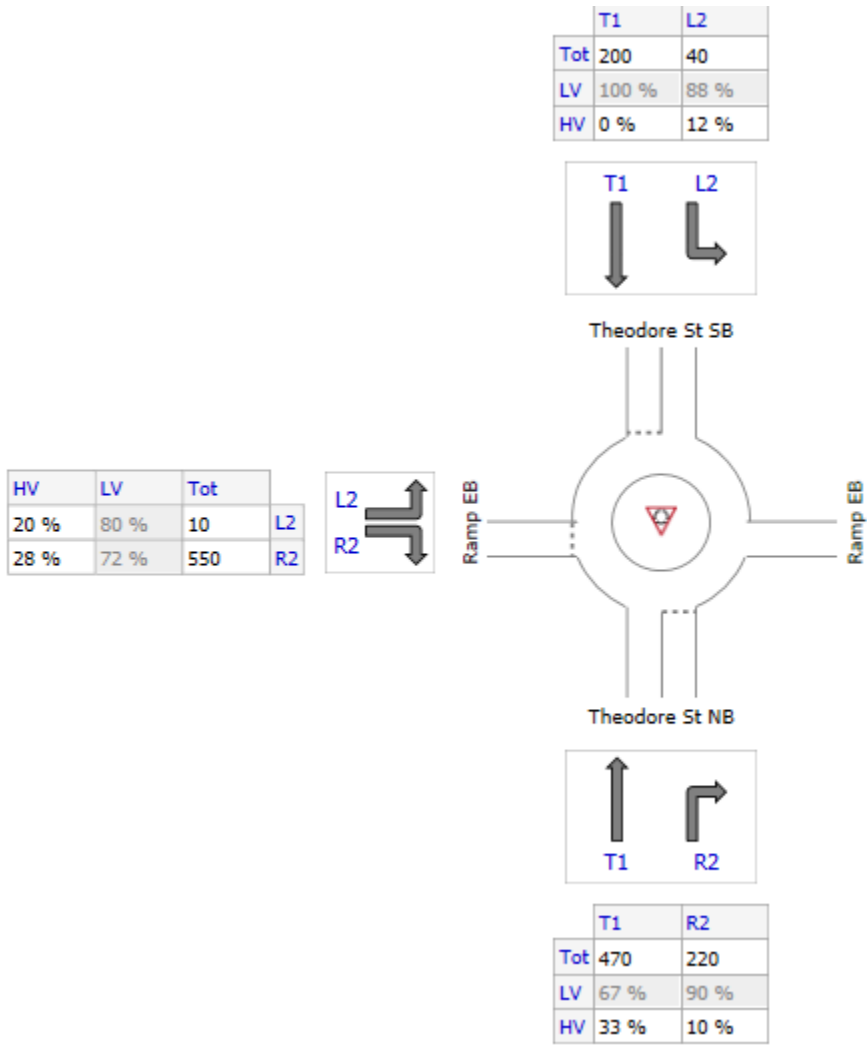 T1 L2
Tot 200 40
LV 100 % 88 %
HV 0 % 12 %
T1 L2
Theodore St SB
HV LV Tot
20 % 80 % 10 L2
28 % 72 % 550 R2
L2
R2
Ramp EB
Ramp EB
Theodore St NB
T1 R2
T1 R2
Tot 470 220
LV 67 % 90 %
HV 33 % 10 %